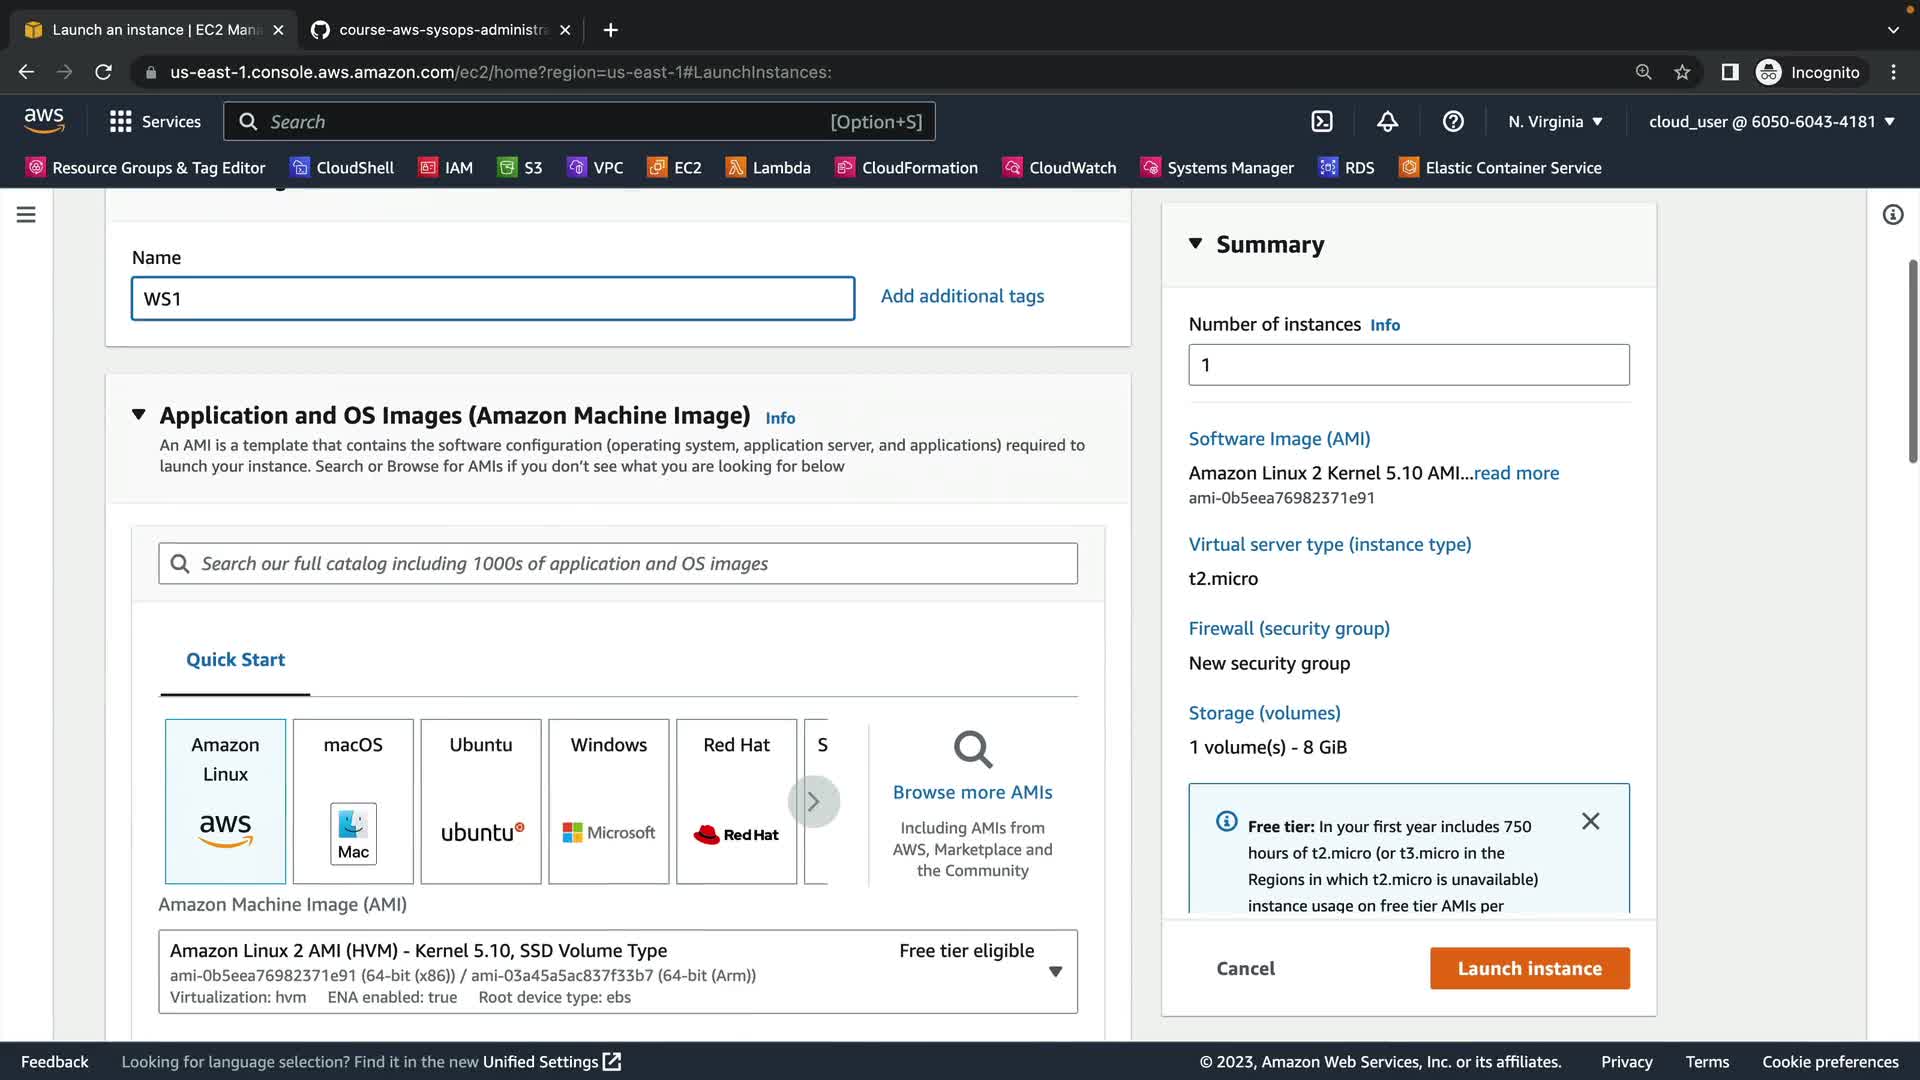 Launch an instance | EC2 Mana
course-aws-sysops-administra
us-east-1.console.aws.amazon.com/ec2/home?region=us-east-1#LaunchInstances:
Incognito
aws
Services
Search
[Option+S]
N. Virginia
cloud_user @ 6050-6043-4181
Resource Groups & Tag Editor
CloudShell
IAM
S3
VPC
EC2
Lambda
CloudFormation
CloudWatch
Systems Manager
RDS
Elastic Container Service
Name
WS1
Add additional tags
Application and OS Images (Amazon Machine Image) Info
An AMI is a template that contains the software configuration (operating system, application server, and applications) required to
launch your instance. Search or Browse for AMIs if you don’t see what you are looking for below
Search our full catalog including 1000s of application and OS images
Quick Start
Amazon
Linux
aws
macOS
Mac
Ubuntu
ubuntu
Windows
Microsoft
Red Hat
Red Hat
S
Browse more AMIs
Including AMIs from
AWS, Marketplace and
the Community
Amazon Machine Image (AMI)
Amazon Linux 2 AMI (HVM) - Kernel 5.10, SSD Volume Type
Free tier eligible
ami-0b5eea76982371e91 (64-bit (x86)) / ami-03a45a5ac837f33b7 (64-bit (Arm))
Virtualization: hvm ENA enabled: true Root device type: ebs
Summary
Number of instances Info
1
Software Image (AMI)
Amazon Linux 2 Kernel 5.10 AMI...read more
ami-0b5eea76982371e91
Virtual server type (instance type)
t2.micro
Firewall (security group)
New security group
Storage (volumes)
1 volume(s) - 8 GiB
Free tier: In your first year includes 750
hours of t2.micro (or t3.micro in the
Regions in which t2.micro is unavailable)
instance usage on free tier AMIs per
Cancel
Launch instance
Feedback
Looking for language selection? Find it in the new Unified Settings
© 2023, Amazon Web Services, Inc. or its affiliates.
Privacy
Terms
Cookie preferences